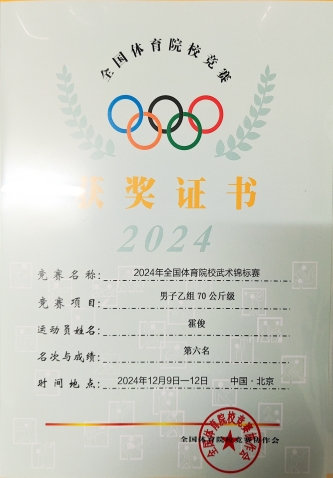 全国体育院校竞赛
获奖证书
2024
竞赛名称： 2024年全国体育院校武术锦标赛
竞赛项目： 男子乙组70公斤级
运动员姓名： 霍俊
名次与成绩： 第六名
时间地点： 2024年12月9日—12日 中国·北京
全国体育院校竞赛协作会